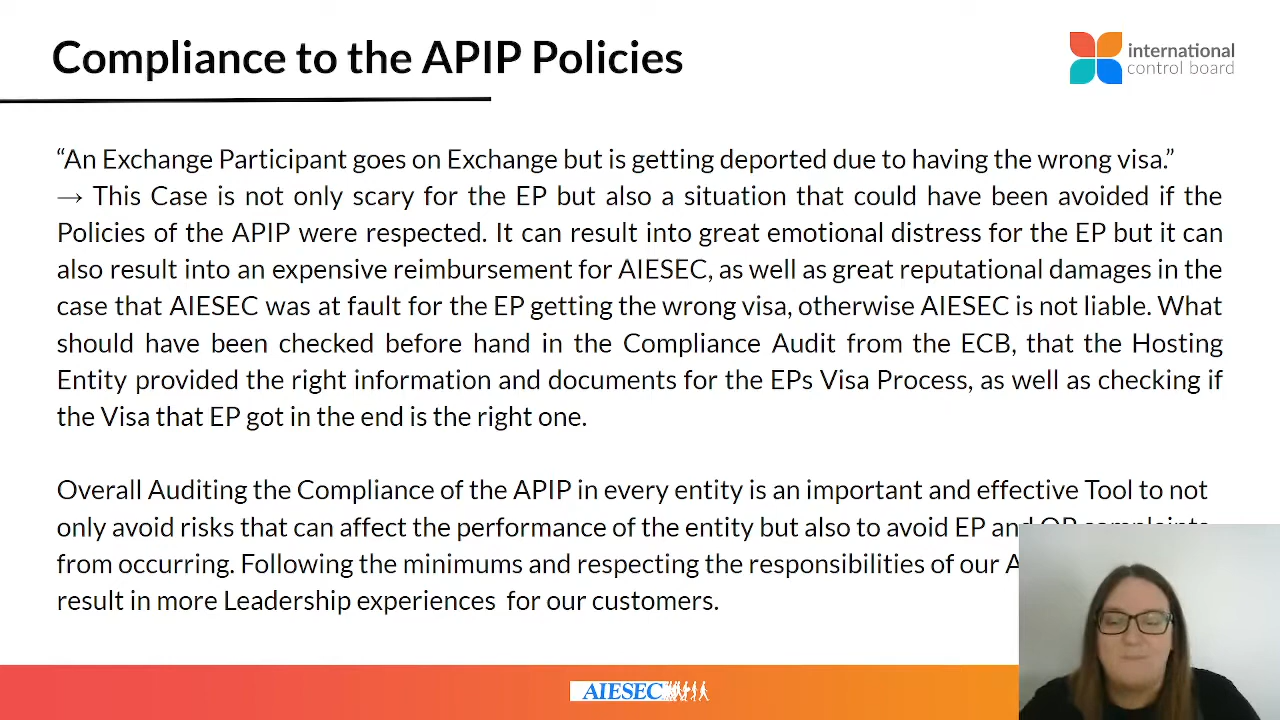 Compliance to the APIP Policies
international
control board
“An Exchange Participant goes on Exchange but is getting deported due to having the wrong visa.”
→ This Case is not only scary for the EP but also a situation that could have been avoided if the
Policies of the APIP were respected. It can result into great emotional distress for the EP but it can
also result into an expensive reimbursement for AIESEC, as well as great reputational damages in the
case that AIESEC was at fault for the EP getting the wrong visa, otherwise AIESEC is not liable. What
should have been checked before hand in the Compliance Audit from the ECB, that the Hosting
Entity provided the right information and documents for the EPs Visa Process, as well as checking if
the Visa that EP got in the end is the right one.
Overall Auditing the Compliance of the APIP in every entity is an important and effective Tool to not
only avoid risks that can affect the performance of the entity but also to avoid EP and OP complaints
from occurring. Following the minimums and respecting the responsibilities of our
result in more Leadership experiences for our customers.
AIESEC